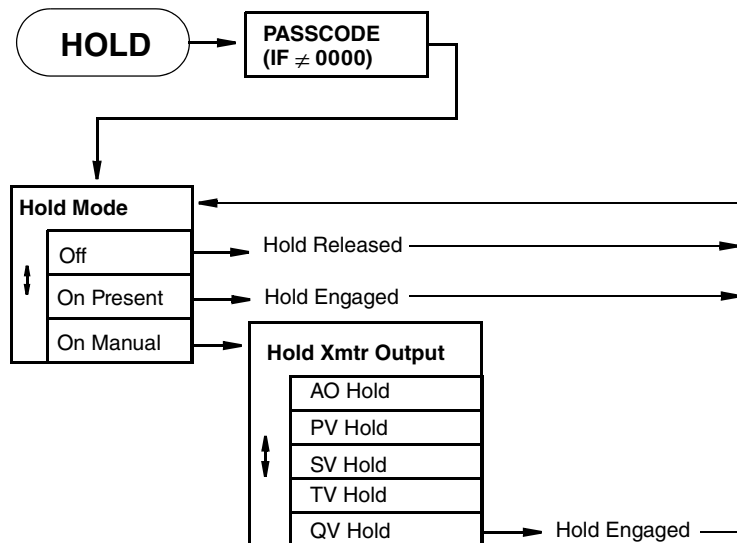 HOLD
PASSCODE
(IF ≠ 0000)
Hold Mode
Off
Hold Released
On Present
Hold Engaged
On Manual
Hold Xmtr Output
AO Hold
PV Hold
SV Hold
TV Hold
QV Hold
Hold Engaged